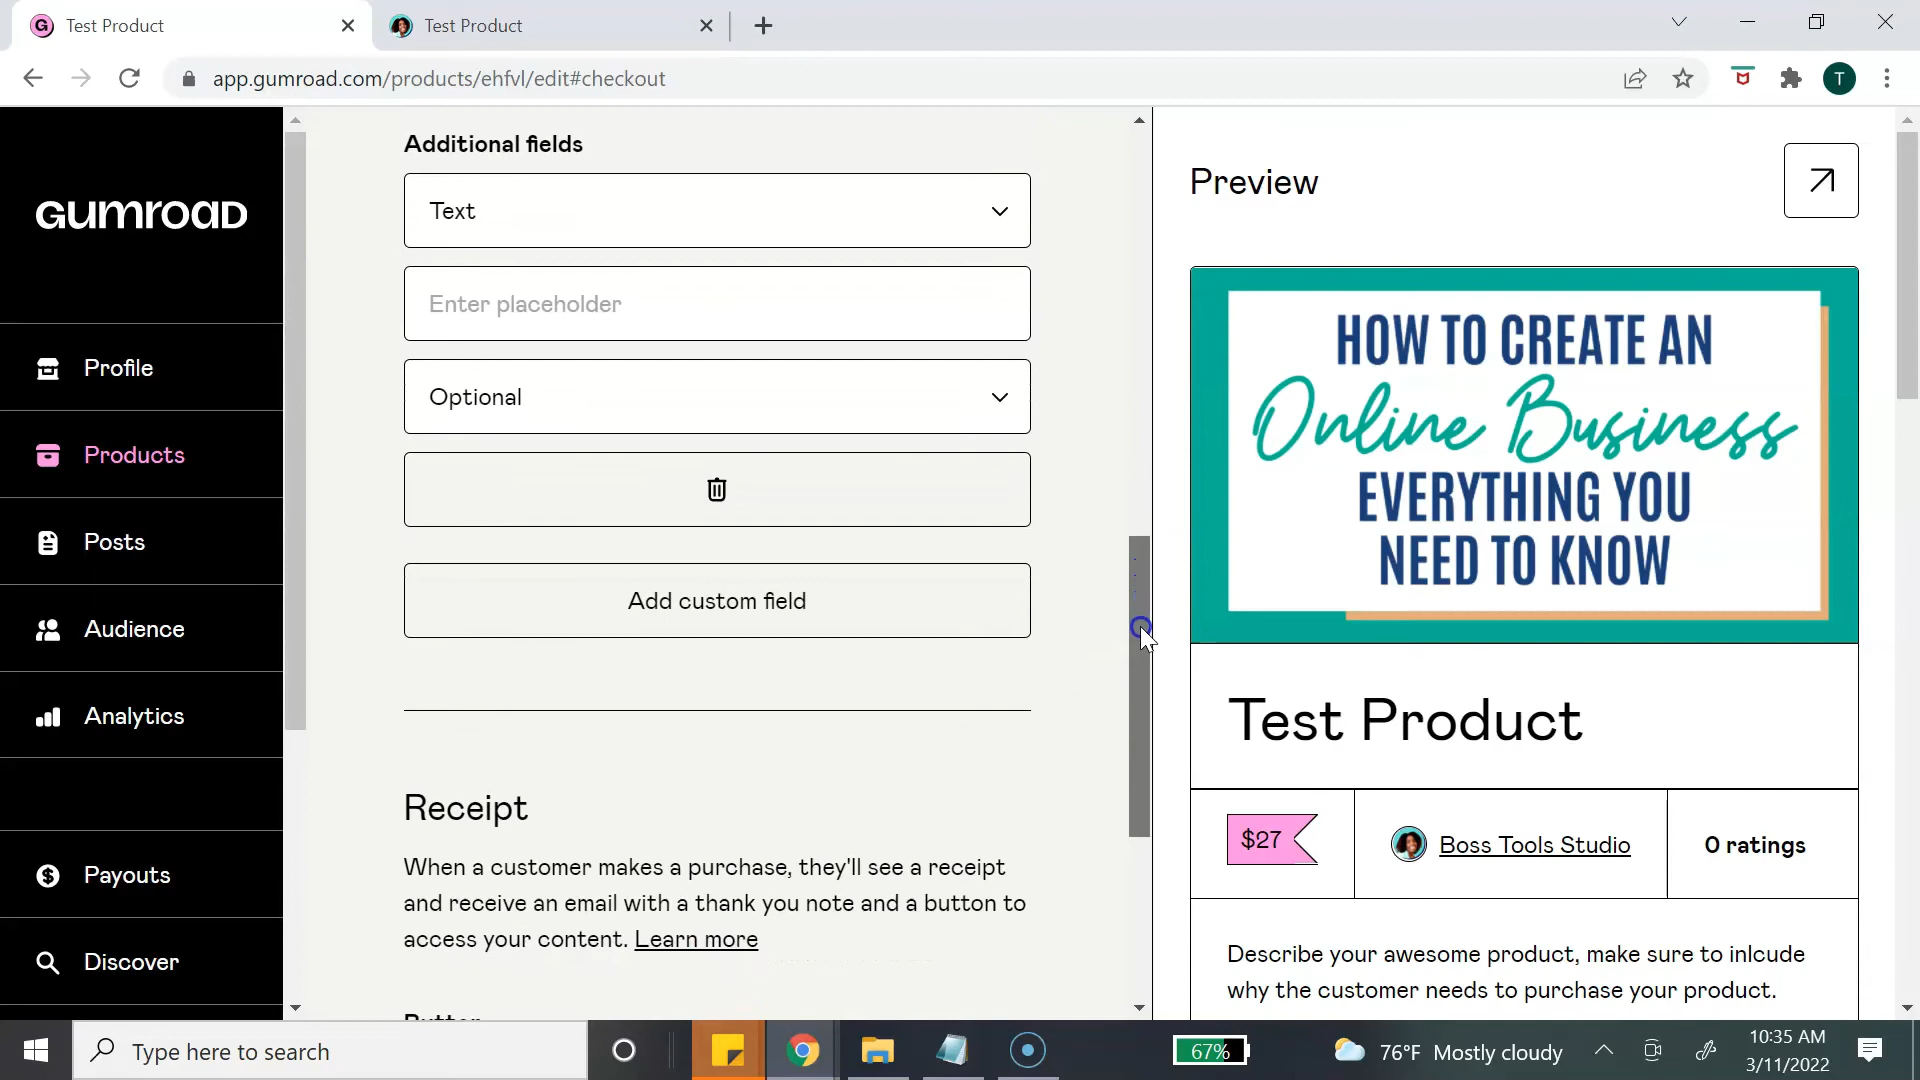 Test Product
Test Product
app.gumroad.com/products/ehfvl/edit#checkout
T
GUMROAD
Profile
Products
Posts
Audience
Analytics
Payouts
Discover
Additional fields
Text
Enter placeholder
Optional
Add custom field
Receipt
When a customer makes a purchase, they'll see a receipt
and receive an email with a thank you note and a button to
access your content. Learn more
Preview
HOW TO CREATE AN
Online Business
EVERYTHING YOU
NEED TO KNOW
Test Product
$27
Boss Tools Studio
0 ratings
Describe your awesome product, make sure to inlcude
why the customer needs to purchase your product.
Type here to search
67%
76°F Mostly cloudy
10:35 AM
3/11/2022